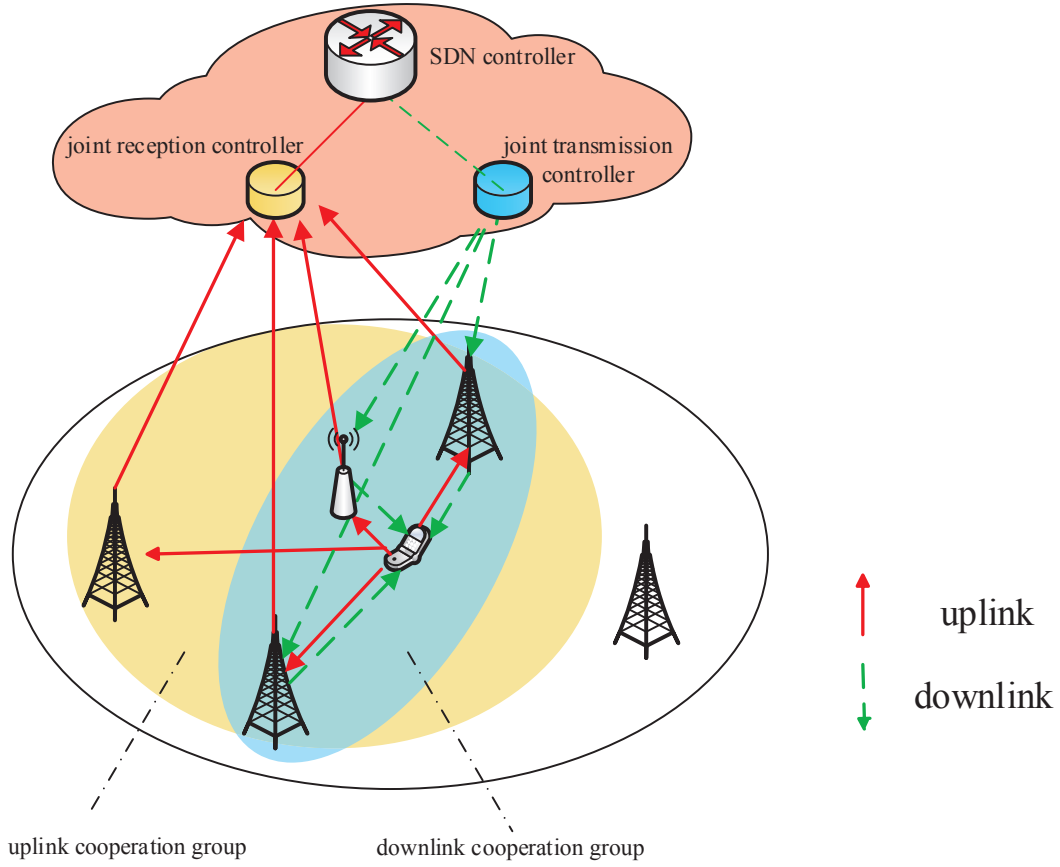 SDN controller
joint reception controller
joint transmission
controller
uplink
downlink
uplink cooperation group
downlink cooperation group